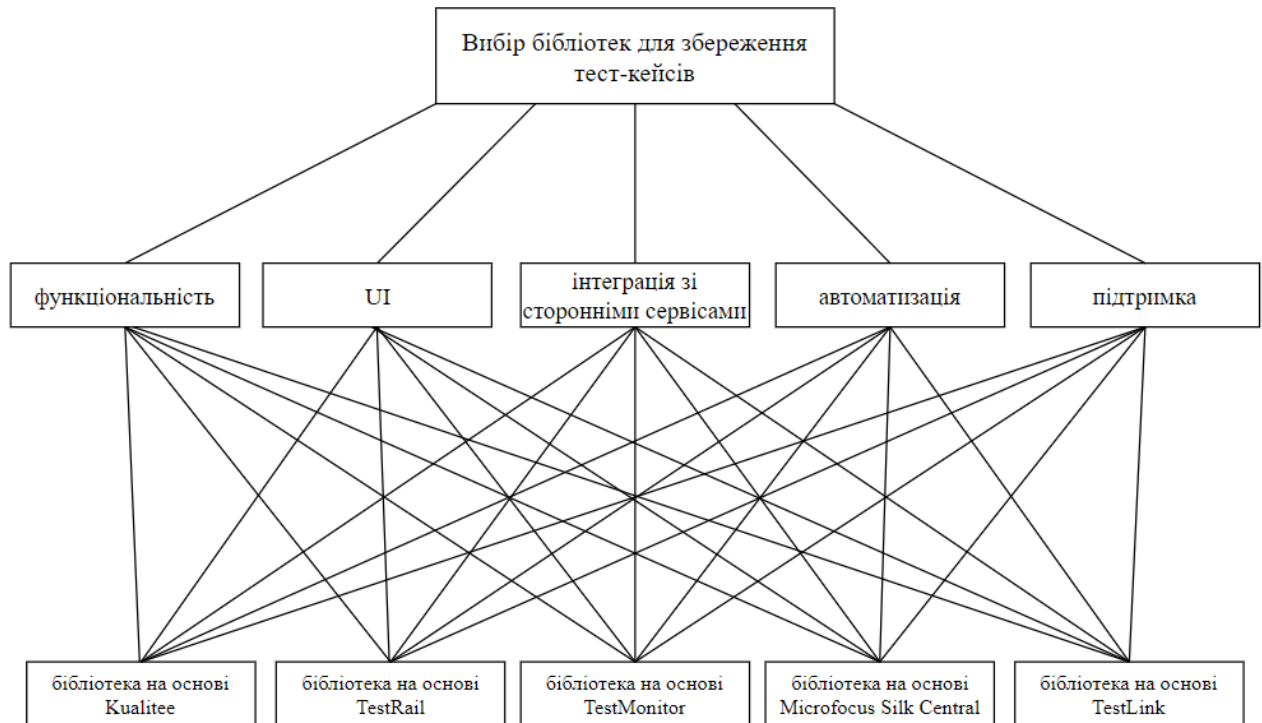 Вибір бібліотек для збереження
тест-кейсів
функціональність
UI
інтеграція зі
сторонніми сервісами
автоматизація
підтримка
бібліотека на основі
Kualitee
бібліотека на основі
TestRail
бібліотека на основі
TestMonitor
бібліотека на основі
Microfocus Silk Central
бібліотека на основі
TestLink